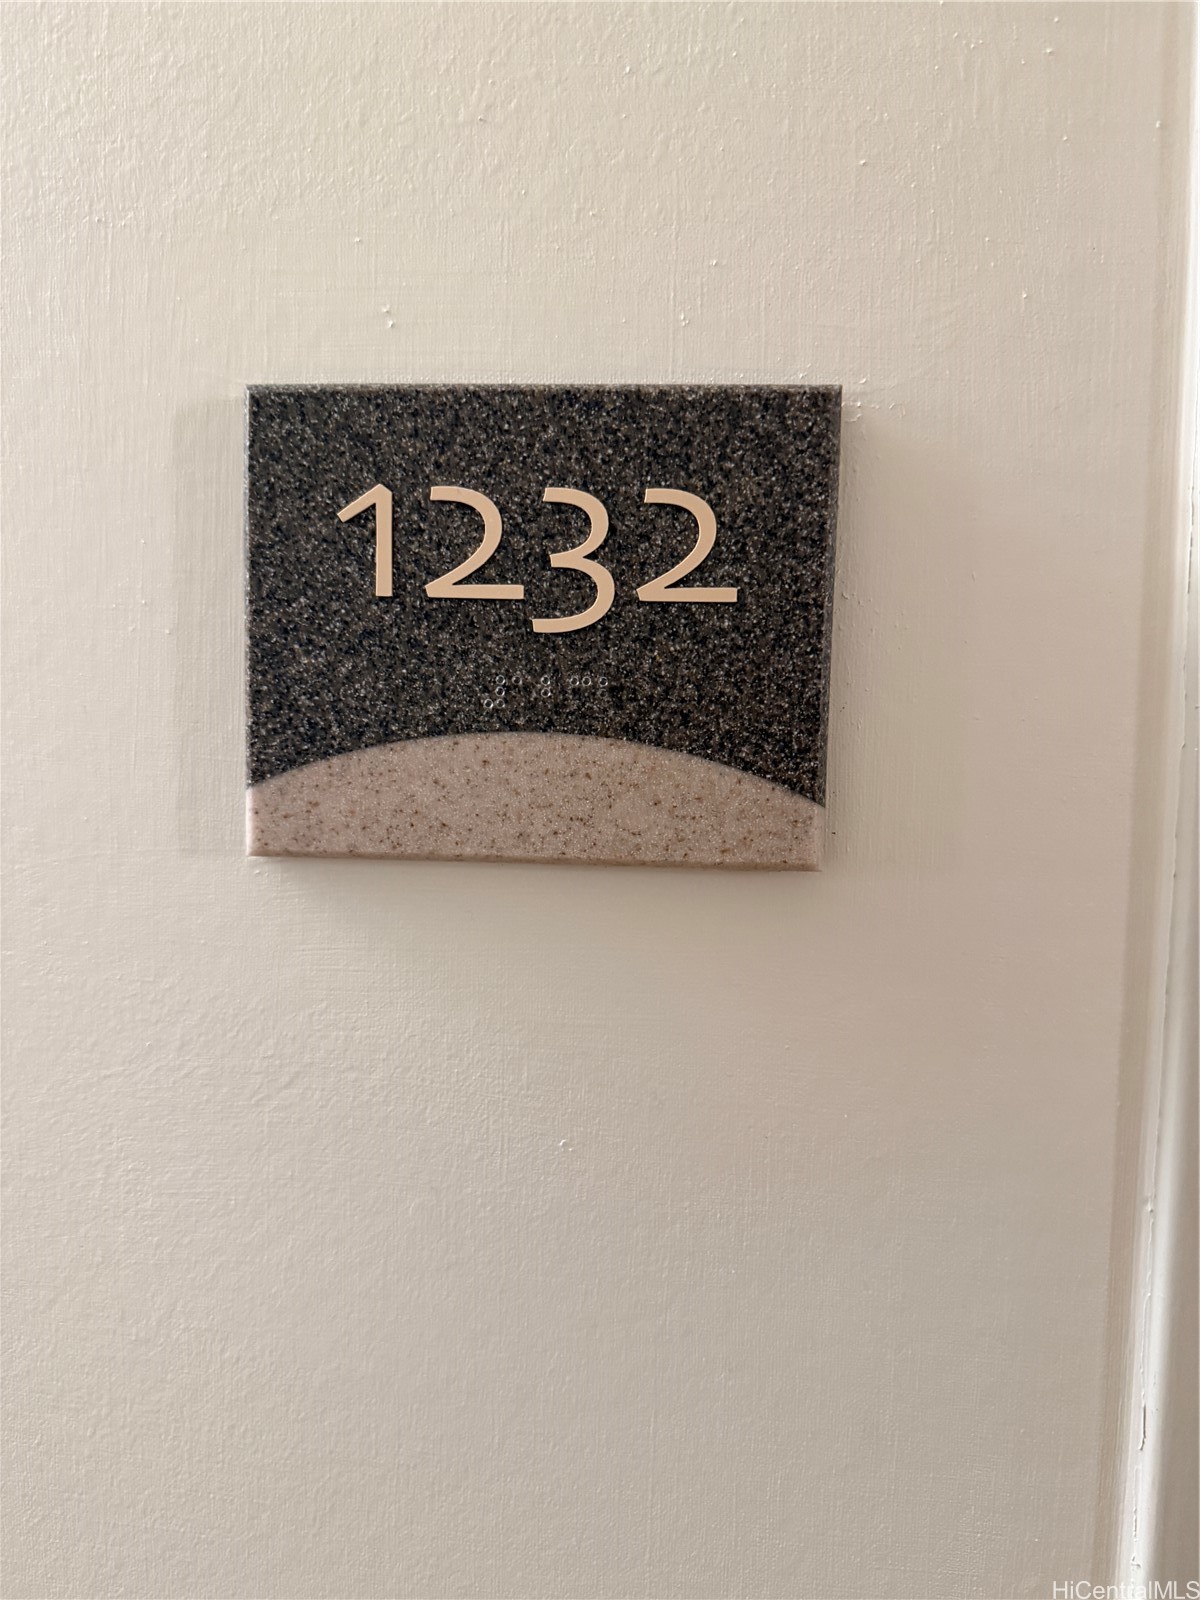 1232
⠼⠁⠃⠉⠃
HiCentralMLS